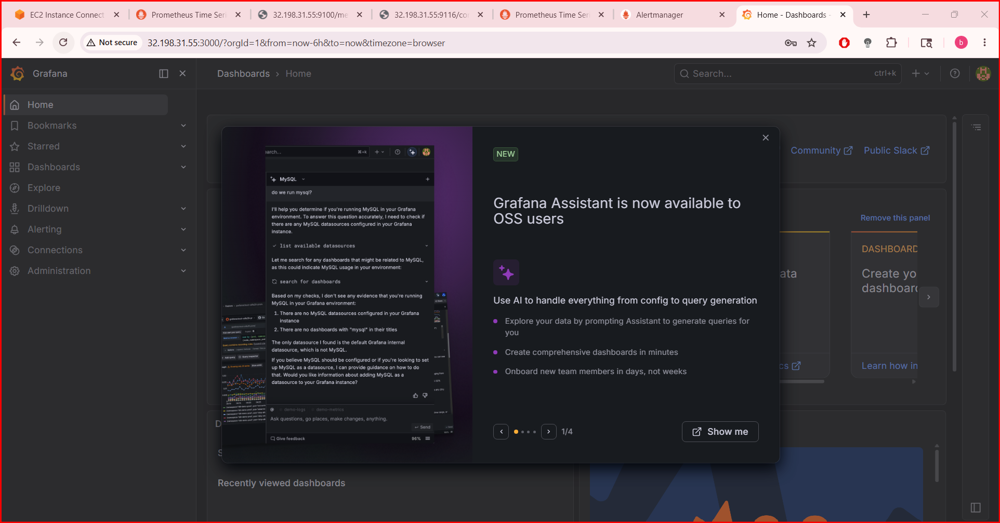 EC2 Instance Connect
Prometheus Time Seri
32.198.31.55:9100/me
32.198.31.55:9116/co
Prometheus Time Seri
Alertmanager
Home - Dashboards -
Not secure
32.198.31.55:3000/?orgId=1&from=now-6h&to=now&timezone=browser
b
Grafana
Dashboards › Home
Search...
ctrl+k
Home
Bookmarks
Starred
Dashboards
Explore
Drilldown
Alerting
Connections
Administration
Community
Public Slack
Remove this panel
ata
DASHBOARD
Create yo
dashboard
cs
Learn how in
D
S
Recently viewed dashboards
earch...
⌘+k
MySQL
do we run mysql?
I'll help you determine if you're running MySQL in your Grafana
environment. To answer this question accurately, I need to check if
there are any MySQL datasources configured in your Grafana
instance.
list available datasources
Let me search for any dashboards that might be related to MySQL,
as this could indicate MySQL usage in your environment:
search for dashboards
Based on my checks, I don't see any evidence that you're running
MySQL in your Grafana environment:
1. There are no MySQL datasources configured in your Grafana
instance
2. There are no dashboards with "mysql" in their titles
The only datasource I found is the default Grafana internal
datasource, which is not MySQL.
If you believe MySQL should be configured or if you're looking to set
up MySQL as a datasource, I can provide guidance on how to do
that. Would you like information about adding MySQL as a
datasource to your Grafana instance?
demo-logs
demo-metrics
Ask questions, go places, make changes, anything.
Send
Give feedback
96%
NEW
Grafana Assistant is now available to
OSS users
Use AI to handle everything from config to query generation
Explore your data by prompting Assistant to generate queries for
you
Create comprehensive dashboards in minutes
Onboard new team members in days, not weeks
1/4
Show me